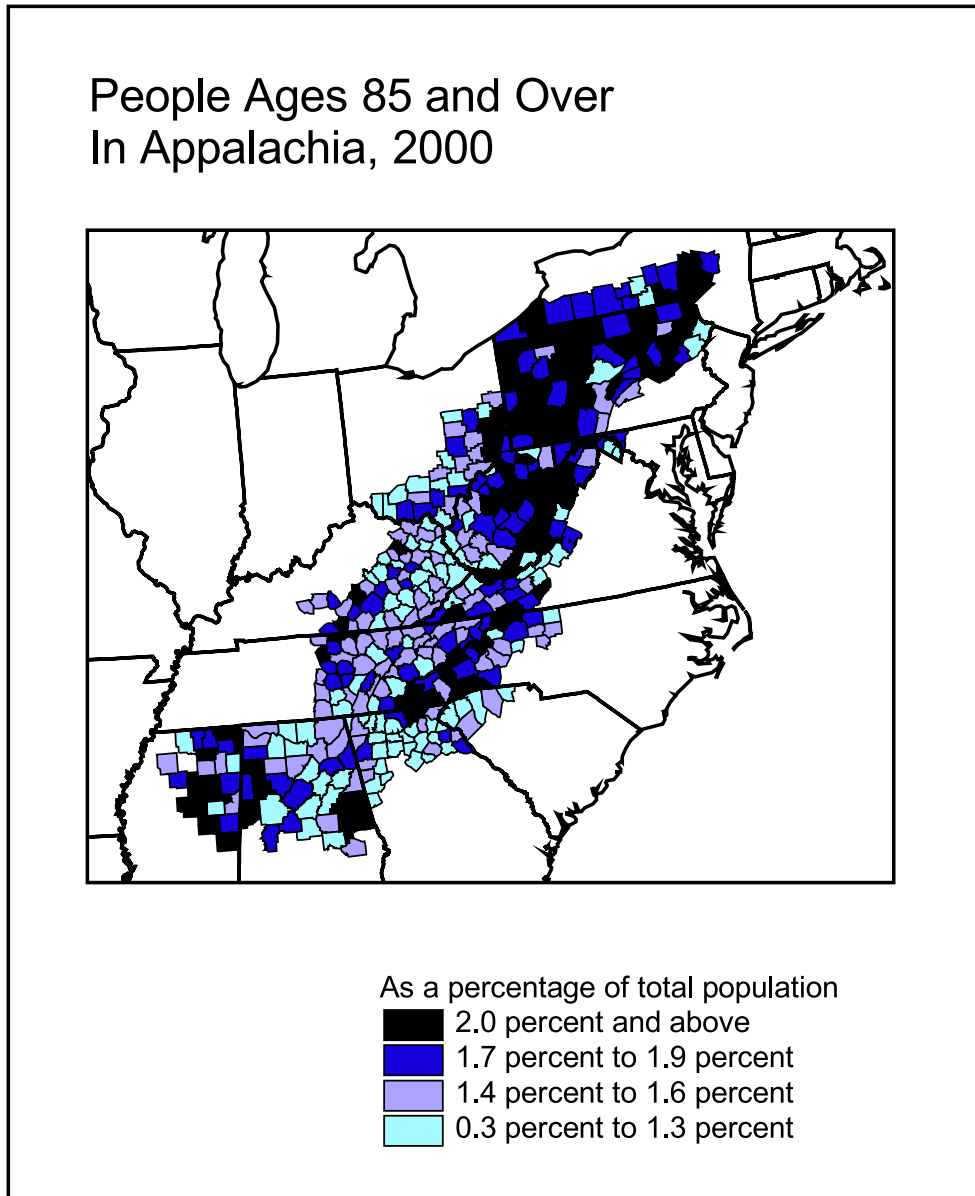 People Ages 85 and Over
In Appalachia, 2000
As a percentage of total population
2.0 percent and above
1.7 percent to 1.9 percent
1.4 percent to 1.6 percent
0.3 percent to 1.3 percent